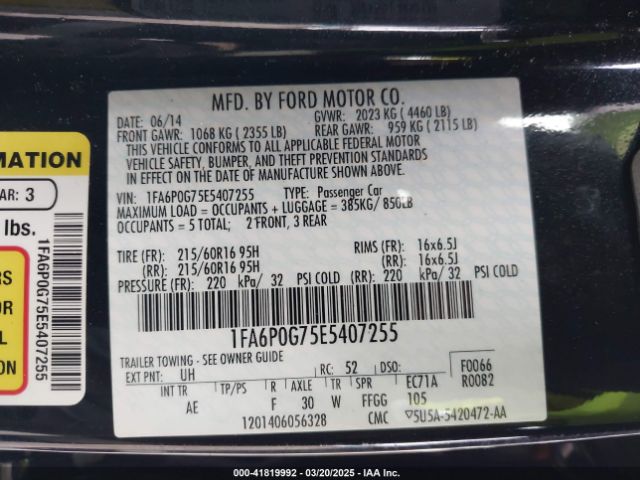 MFD. BY FORD MOTOR CO.
DATE: 06/14 GVWR: 2023 KG ( 4460 LB)
FRONT GAWR: 1068 KG ( 2355 LB) REAR GAWR: 959 KG ( 2115 LB)
THIS VEHICLE CONFORMS TO ALL APPLICABLE FEDERAL MOTOR
VEHICLE SAFETY, BUMPER, AND THEFT PREVENTION STANDARDS
IN EFFECT ON THE DATE OF MANUFACTURE SHOWN ABOVE.
VIN: 1FA6P0G75E5407255 TYPE: Passenger Car
MAXIMUM LOAD = OCCUPANTS + LUGGAGE = 385KG/ 850LB
OCCUPANTS = 5 TOTAL; 2 FRONT, 3 REAR
TIRE (FR): 215/60R16 95H RIMS (FR): 16x6.5J
(RR): 215/60R16 95H (RR): 16x6.5J
PRESSURE (FR): 220 kPa/ 32 PSI COLD (RR): 220 kPa/ 32 PSI COLD
1FA6P0G75E5407255
TRAILER TOWING - SEE OWNER GUIDE
EXT PNT: UH RC: 52 DSO: F0066
R0082
INT TR TP/PS R AXLE TR SPR EC71A
AE F 30 W FFGG 105
1201406056328 CMC 5U5A-5420472-AA
MATION
AR: 3
lbs.
1FA6P0G75E5407255
RS
OR
L
S
000-41819992 - 03/20/2025 - IAA Inc.